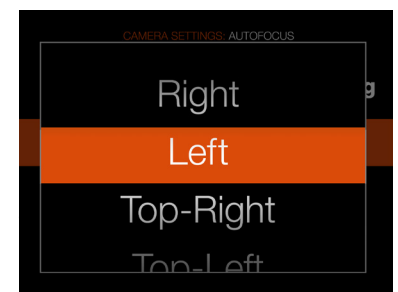 CAMERA SETTINGS: AUTOFOCUS
Right
g
Left
Top-Right
Top-Left